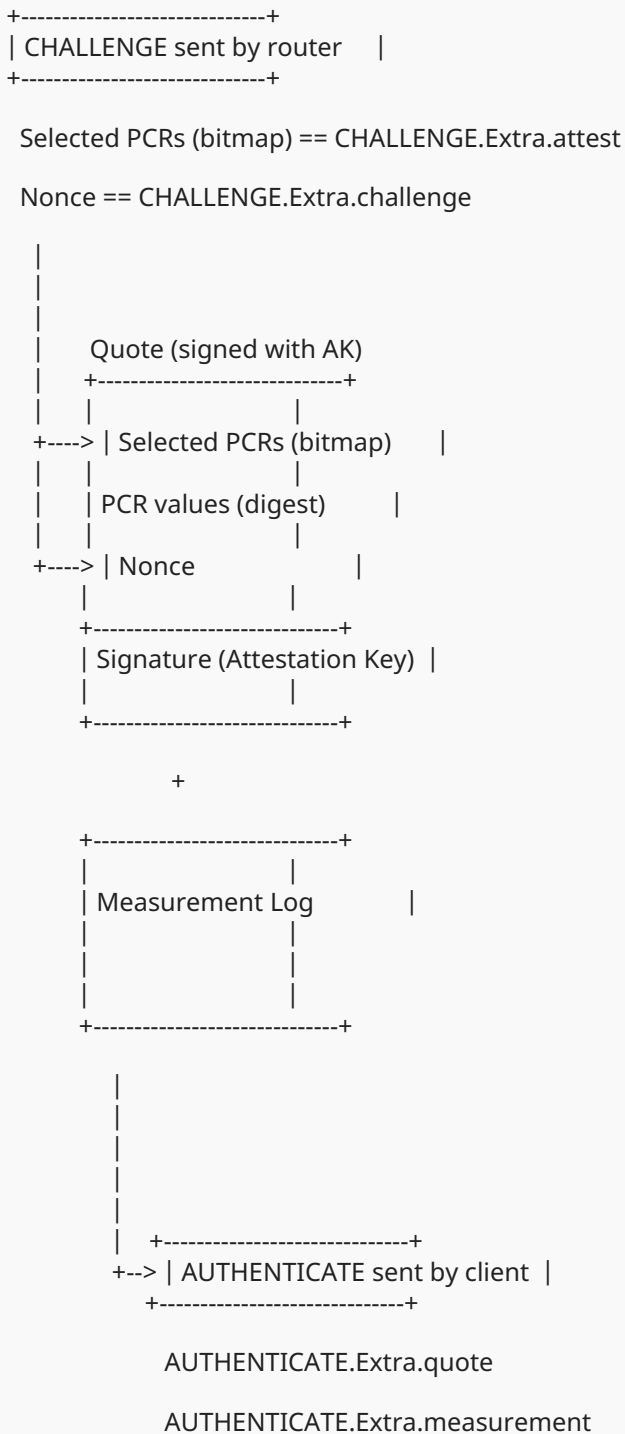 +------------------------------+
| CHALLENGE sent by router     |
+------------------------------+
Selected PCRs (bitmap) == CHALLENGE.Extra.attest
Nonce == CHALLENGE.Extra.challenge
|
|
|
|       Quote (signed with AK)
|     +------------------------------+
|     |                              |
+----> | Selected PCRs (bitmap)       |
|     |                              |
|     | PCR values (digest)          |
|     |                              |
+----> | Nonce                        |
|                              |
+------------------------------+
| Signature (Attestation Key)  |
|                              |
+------------------------------+
+
+------------------------------+
|                              |
| Measurement Log              |
|                              |
|                              |
|                              |
+------------------------------+
|
|
|
|
|
|    +------------------------------+
+--> | AUTHENTICATE sent by client  |
+------------------------------+
AUTHENTICATE.Extra.quote
AUTHENTICATE.Extra.measurement